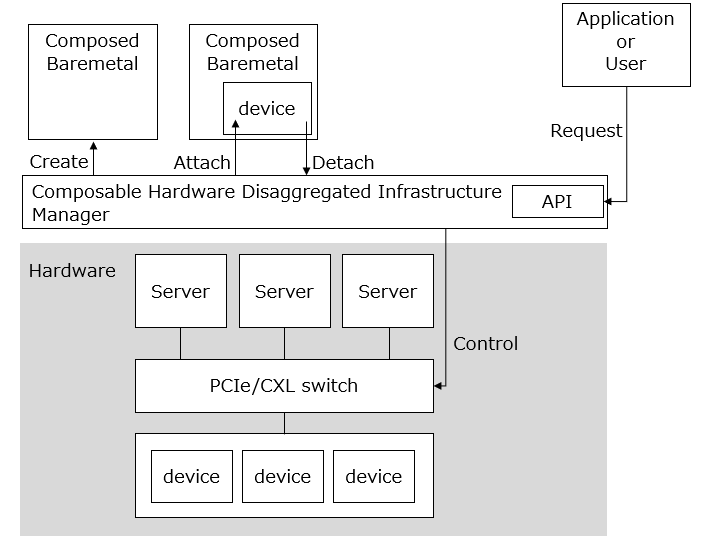 Composed
Baremetal
Composed
Baremetal
device
Application
or
User
Request
Create
Attach
Detach
Composable Hardware Disaggregated Infrastructure
Manager
API
Hardware
Server
Server
Server
Control
PCIe/CXL switch
device
device
device